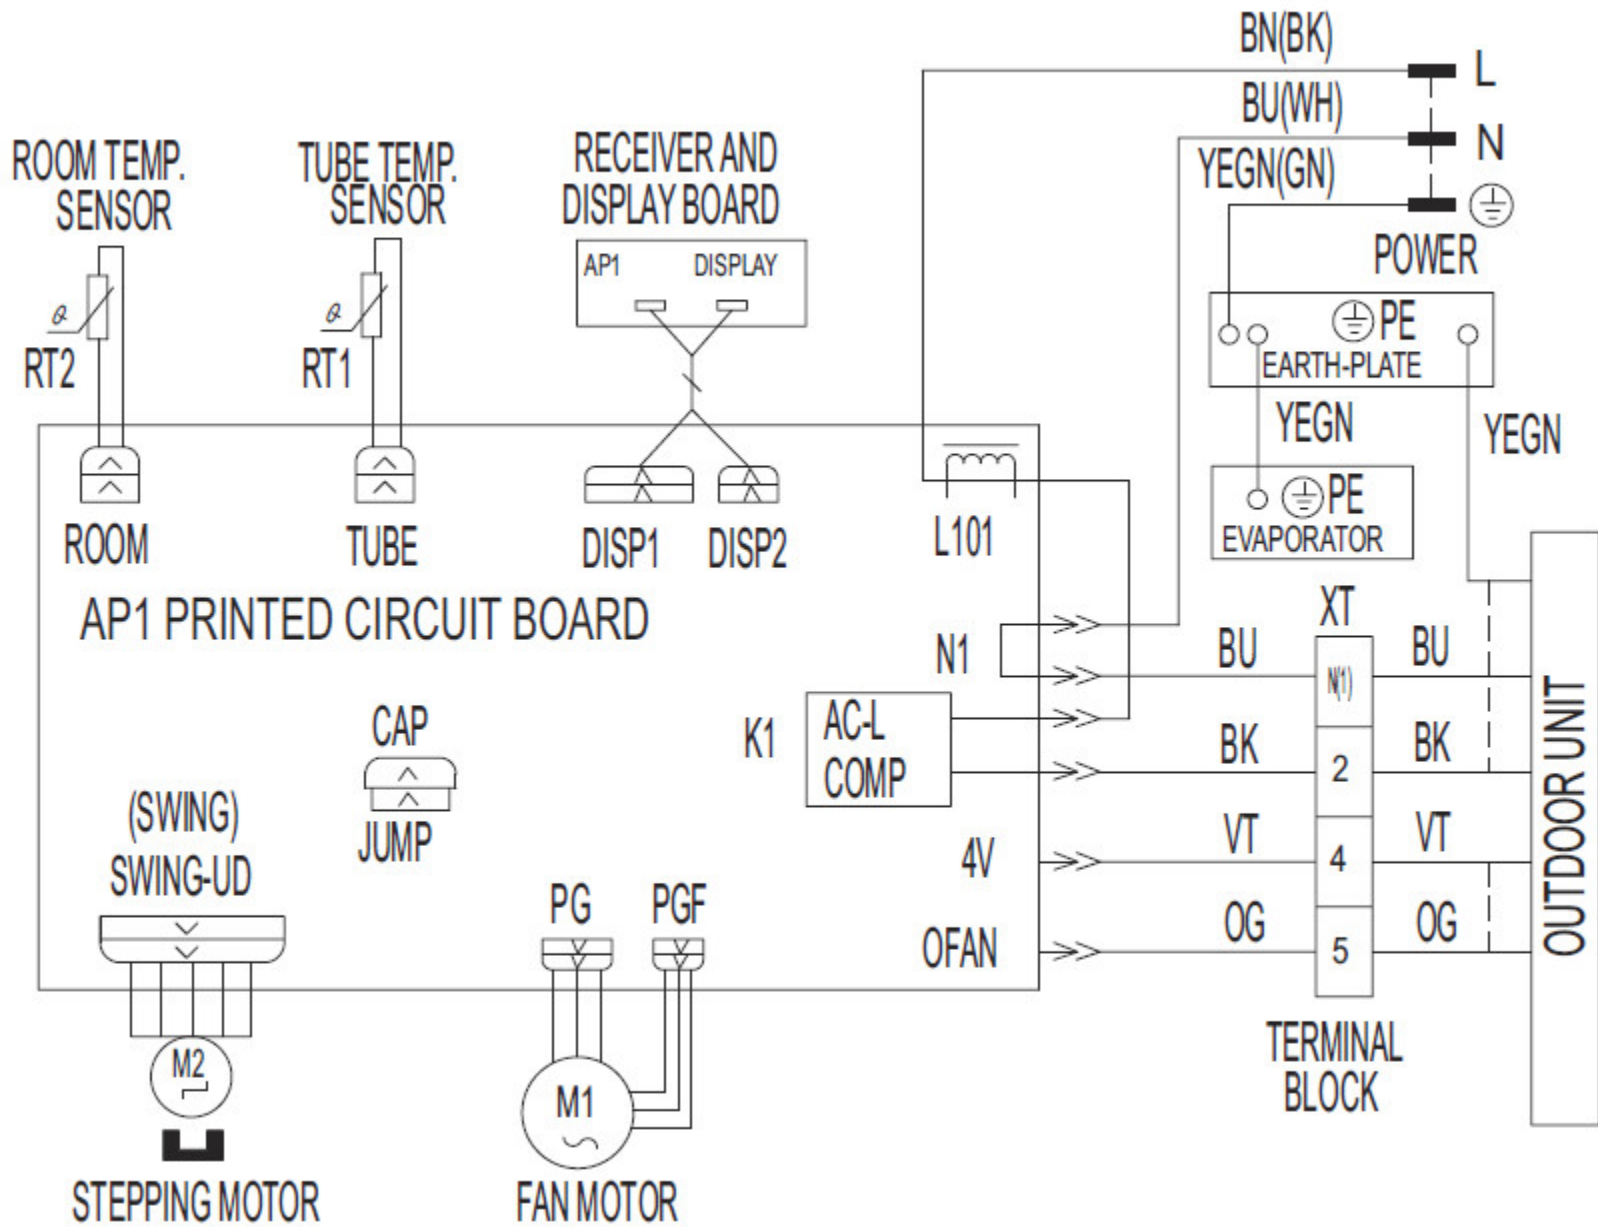 BN(BK)
L
BU(WH)
N
YEGN(GN)
POWER
ROOM TEMP.
SENSOR
TUBE TEMP.
SENSOR
RECEIVER AND
DISPLAY BOARD
AP1 DISPLAY
θ
RT2
θ
RT1
PE
EARTH-PLATE
YEGN
YEGN
PE
EVAPORATOR
ROOM
TUBE
DISP1
DISP2
L101
AP1 PRINTED CIRCUIT BOARD
XT
N1
BU
N(1)
BU
CAP
JUMP
K1
AC-L
COMP
BK
2
BK
(SWING)
SWING-UD
4V
VT
4
VT
PG
PGF
OFAN
OG
5
OG
OUTDOOR UNIT
TERMINAL
BLOCK
M2
M1
STEPPING MOTOR
FAN MOTOR